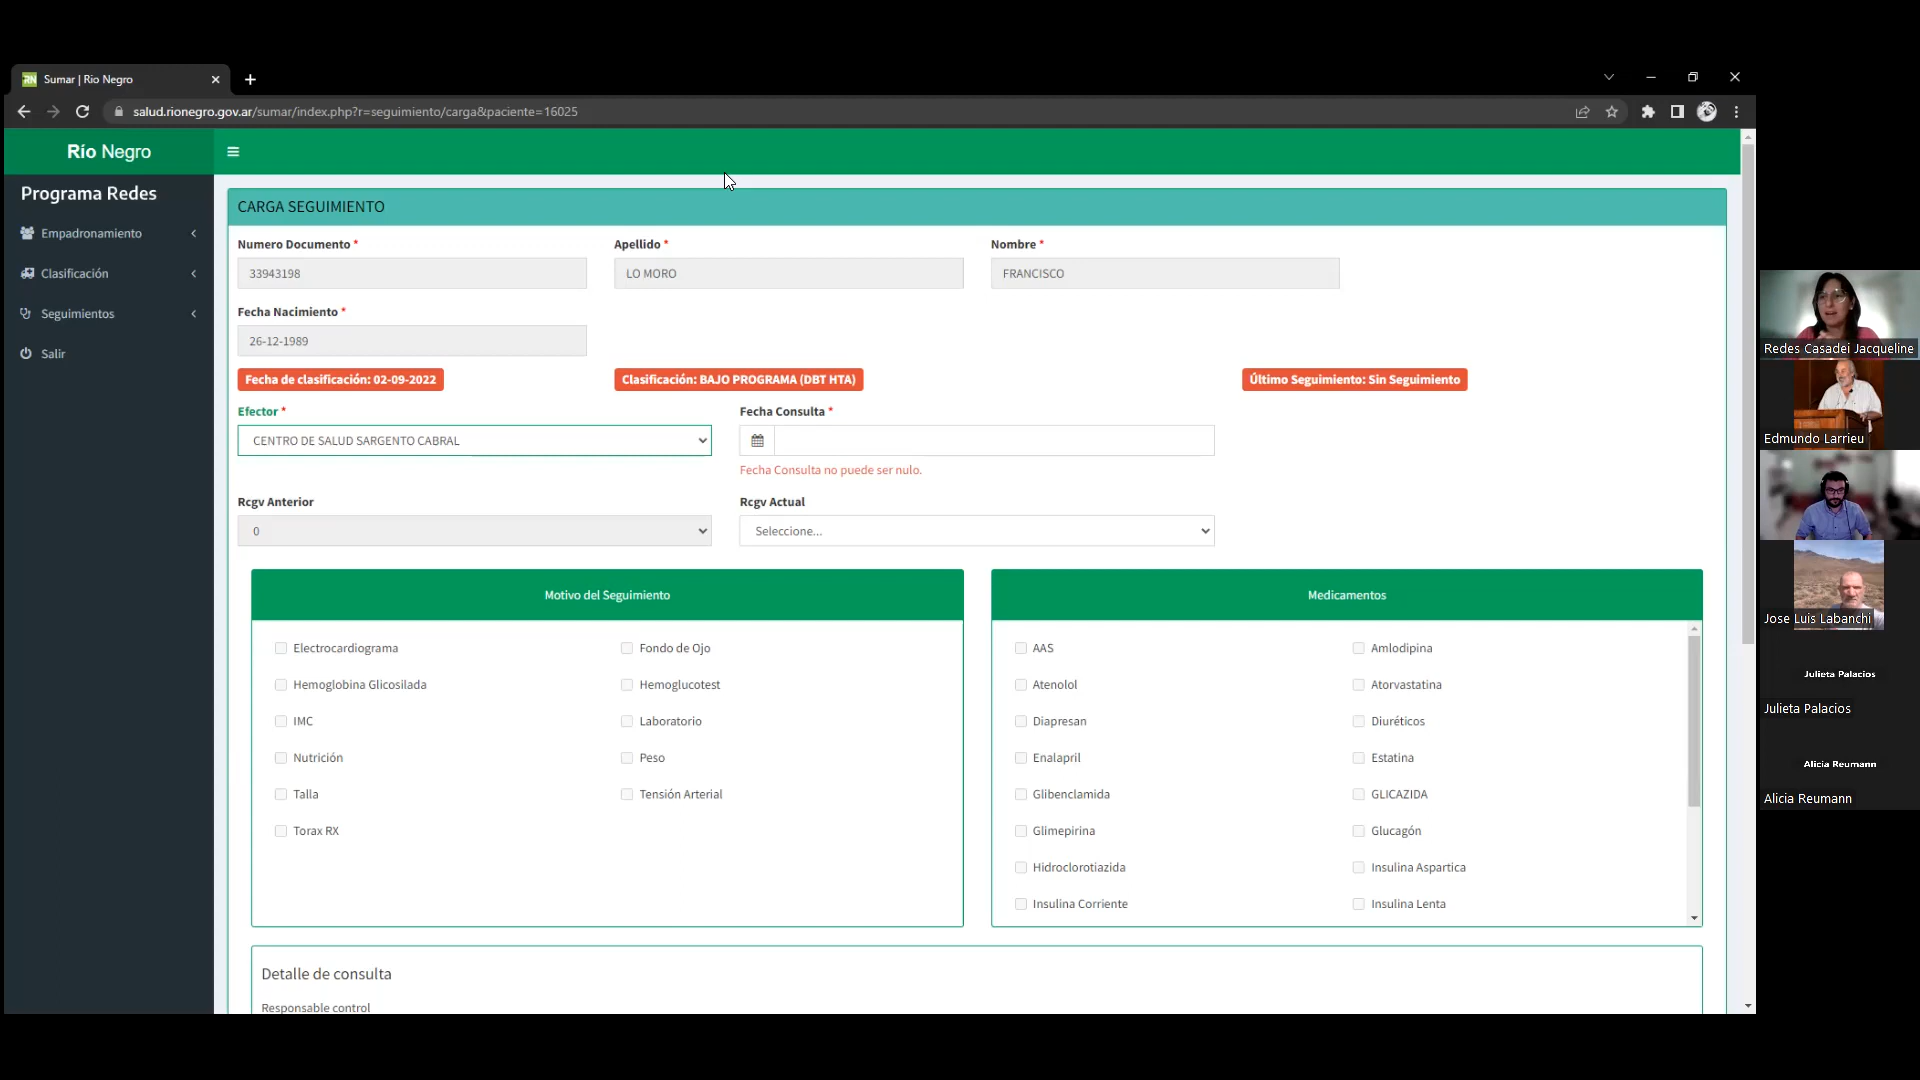 Sumar | Rio Negro
salud.rionegro.gov.ar/sumar/index.php?r=seguimiento/carga&paciente=16025
Río Negro
Programa Redes
Empadronamiento
Clasificación
Seguimientos
Salir
CARGA SEGUIMIENTO
Numero Documento * Apellido * Nombre *
33943198 LO MORO FRANCISCO
Fecha Nacimiento *
26-12-1989
Fecha de clasificación: 02-09-2022 Clasificación: BAJO PROGRAMA (DBT HTA) Último Seguimiento: Sin Seguimiento
Efector * Fecha Consulta *
CENTRO DE SALUD SARGENTO CABRAL
Fecha Consulta no puede ser nulo.
Rcgv Anterior Rcgv Actual
0 Seleccione...
Motivo del Seguimiento
Electrocardiograma Fondo de Ojo
Hemoglobina Glicosilada Hemoglucotest
IMC Laboratorio
Nutrición Peso
Talla Tensión Arterial
Torax RX
Medicamentos
AAS Amlodipina
Atenolol Atorvastatina
Diapresan Diuréticos
Enalapril Estatina
Glibenclamida GLICAZIDA
Glimepirina Glucagón
Hidroclorotiazida Insulina Aspartica
Insulina Corriente Insulina Lenta
Detalle de consulta
Responsable control
Redes Casadei Jacqueline
Edmundo Larrieu
Jose Luis Labanchi
Julieta Palacios
Julieta Palacios
Alicia Reumann
Alicia Reumann